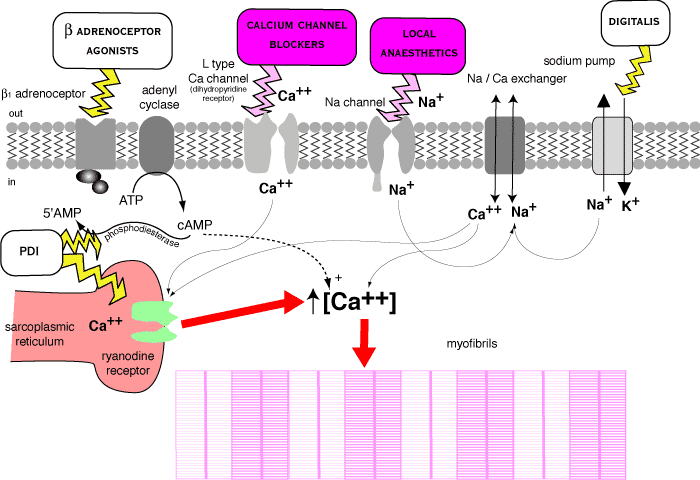 β ADRENOCEPTOR
AGONISTS
CALCIUM CHANNEL
BLOCKERS
LOCAL
ANAESTHETICS
DIGITALIS
β1 adrenoceptor
adenyl
cyclase
L type
Ca channel
(dihydropyridine
receptor)
Ca++
Na channel
Na+
Na / Ca exchanger
sodium pump
out
in
ATP
cAMP
5'AMP
phosphodiesterase
PDI
Ca++
Na+
Ca++
Na+
Na+
K+
+
[Ca++]
Ca++
sarcoplasmic
reticulum
ryanodine
receptor
myofibrils